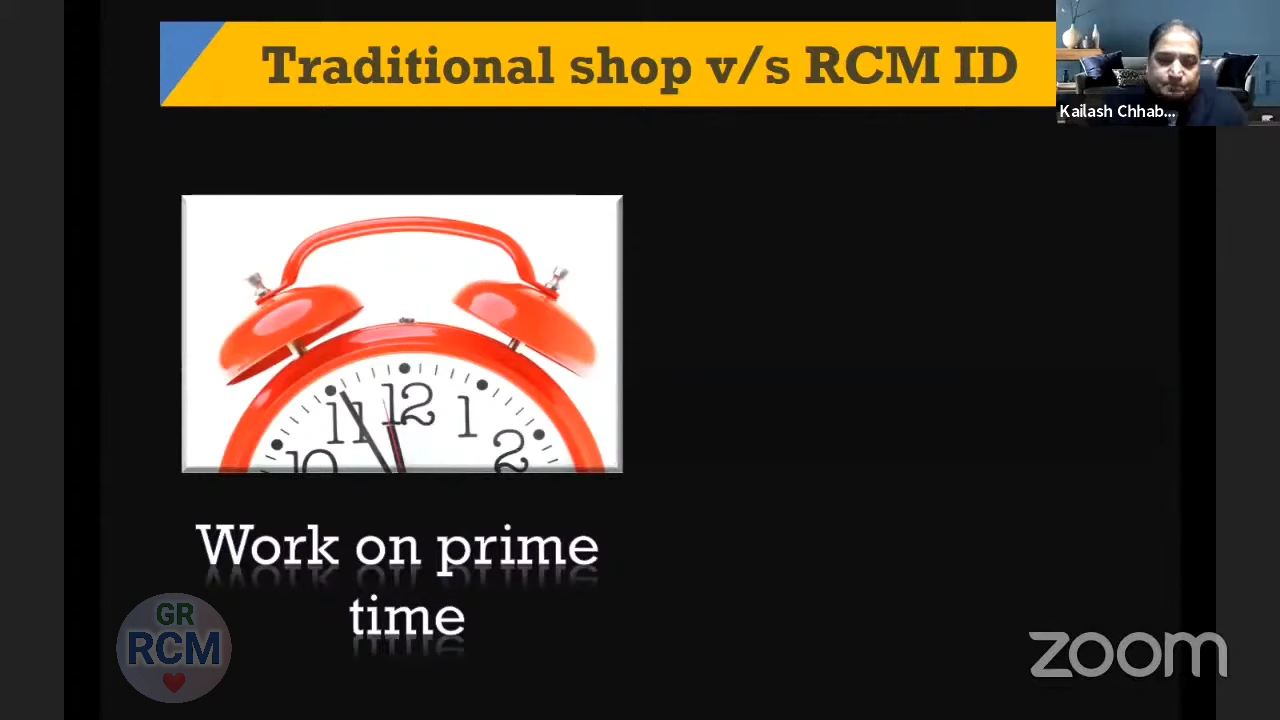 Traditional shop v/s RCM ID
Kailash Chhab...
11
12
1
10
2
Work on prime
time
GR
RCM
zoom